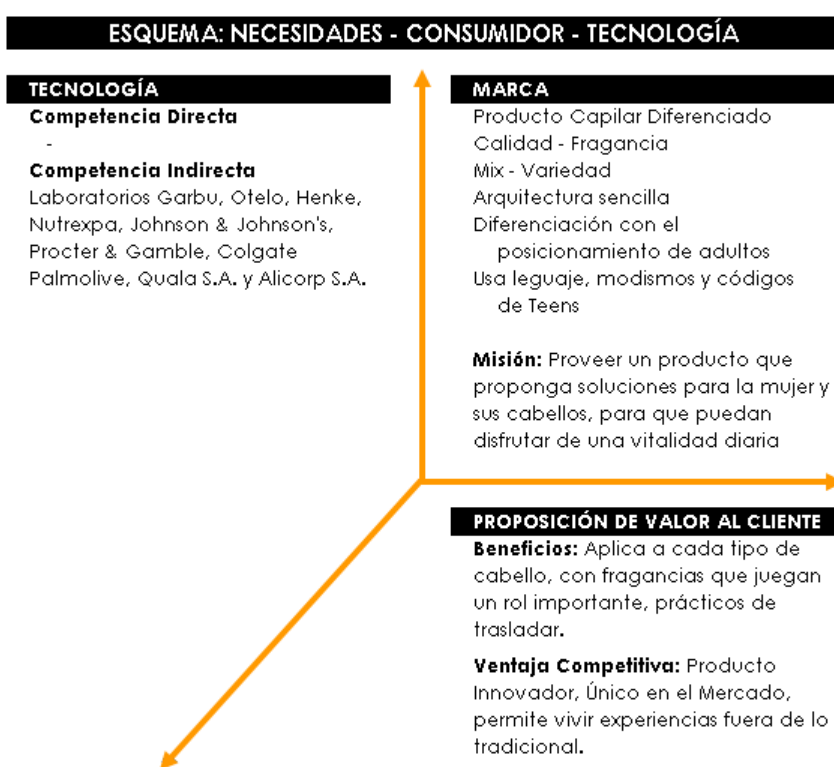 ESQUEMA: NECESIDADES - CONSUMIDOR - TECNOLOGÍA
TECNOLOGÍA
Competencia Directa
-
Competencia Indirecta
Laboratorios Garbu, Otelo, Henke,
Nutrexpa, Johnson & Johnson's,
Procter & Gamble, Colgate
Palmolive, Quala S.A. y Alicorp S.A.
MARCA
Producto Capilar Diferenciado
Calidad - Fragancia
Mix - Variedad
Arquitectura sencilla
Diferenciación con el
posicionamiento de adultos
Usa leguaje, modismos y códigos
de Teens
Misión: Proveer un producto que
proponga soluciones para la mujer y
sus cabellos, para que puedan
disfrutar de una vitalidad diaria
PROPOSICIÓN DE VALOR AL CLIENTE
Beneficios: Aplica a cada tipo de
cabello, con fragancias que juegan
un rol importante, prácticos de
trasladar.
Ventaja Competitiva: Producto
Innovador, Único en el Mercado,
permite vivir experiencias fuera de lo
tradicional.